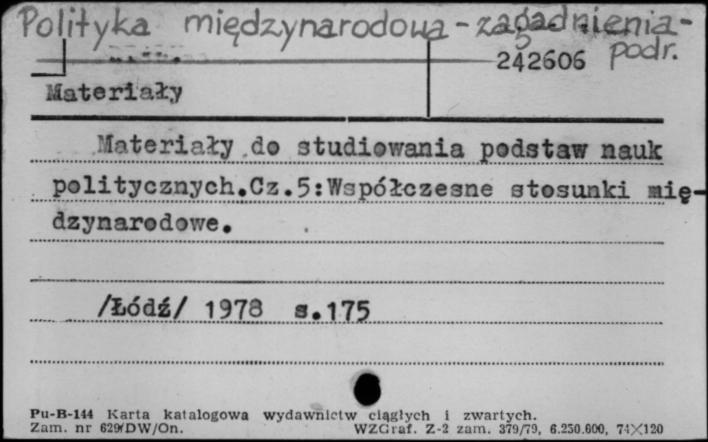 Polityka międzynarodowa - zagadnienia -
podr.
242606
Materiały
Materiały do studiowania podstaw nauk
politycznych.Cz.5:Współczesne stosunki mię-
dzynarodowe.
/Łódź/ 1978 s.175
Pu-B-144 Karta katalogowa wydawnictw ciągłych i zwartych.
Zam. nr 629/DW/On. WZGraf. Z-2 zam. 379/79, 6.250.600, 74×120